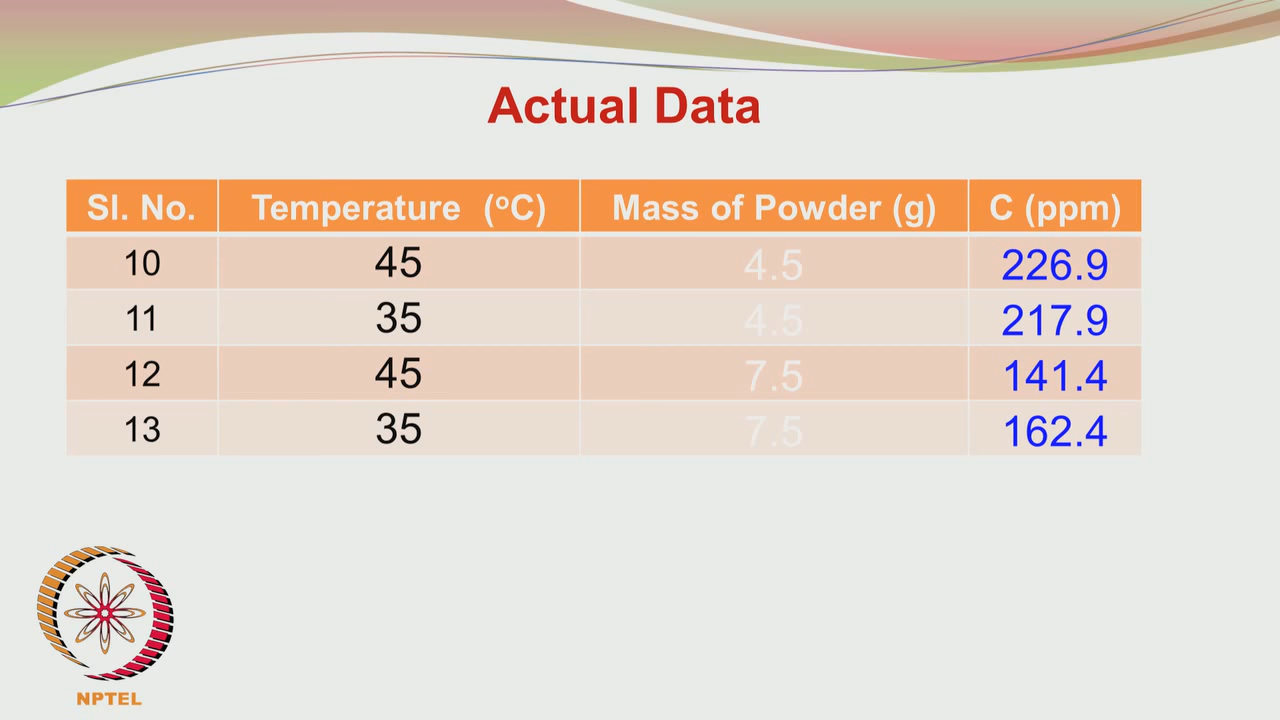 Actual Data
Sl. No. Temperature (°C) Mass of Powder (g) C (ppm)
10 45 4.5 226.9
11 35 4.5 217.9
12 45 7.5 141.4
13 35 7.5 162.4
NPTEL